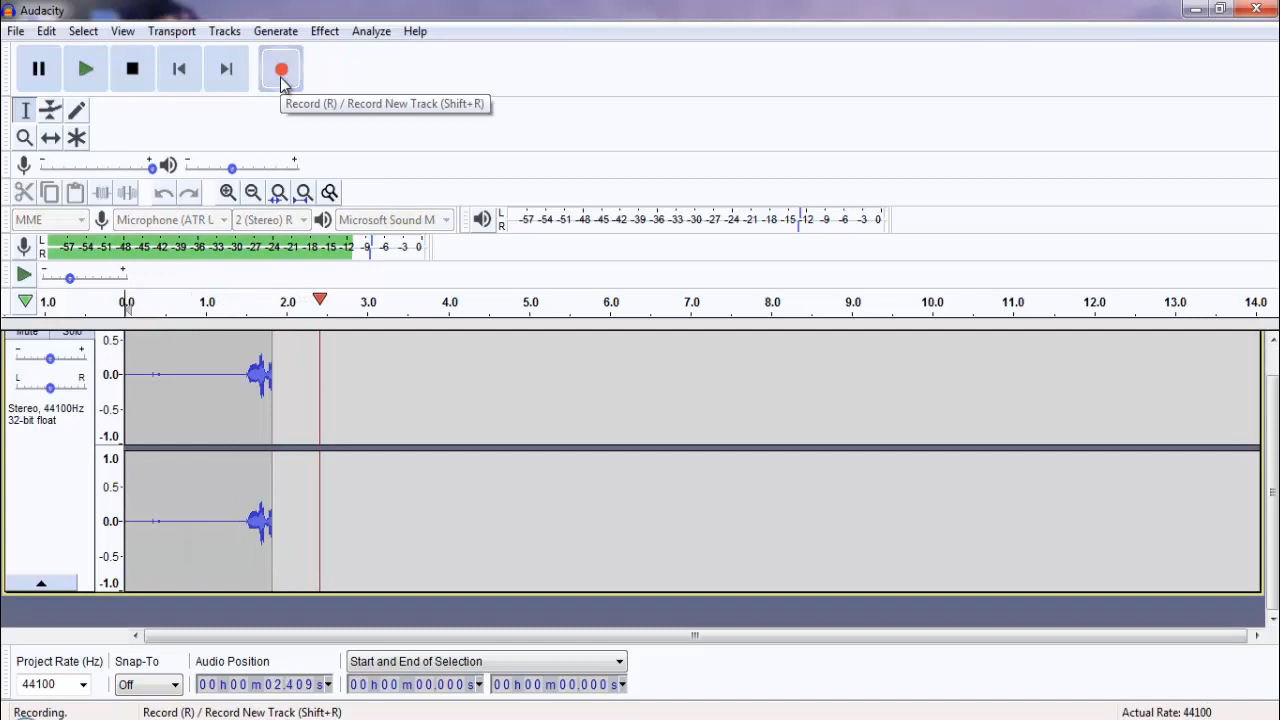 Audacity
File Edit Select View Transport Tracks Generate Effect Analyze Help
Record (R) / Record New Track (Shift+R)
- +
- +
MME Microphone (ATR U 2 (Stereo) R Microsoft Sound M L R -57 -54 -51 -48 -45 -42 -39 -36 -33 -30 -27 -24 -21 -18 -15 -12 -9 -6 -3 0
L R -57 -54 -51 -48 -45 -42 -39 -36 -33 -30 -27 -24 -21 -18 -15 -12 -9 -6 -3 0
- +
1.0 0.0 1.0 2.0 3.0 4.0 5.0 6.0 7.0 8.0 9.0 10.0 11.0 12.0 13.0 14.0
Mute Solo
- +
L R
Stereo, 44100Hz
32-bit float
0.5
0.0
-0.5
-1.0
1.0
0.5
0.0
-0.5
-1.0
Project Rate (Hz) Snap-To Audio Position Start and End of Selection
44100 Off 00 h 00 m 02.409 s 00 h 00 m 00.000 s 00 h 00 m 00.000 s
Recording. Record (R) / Record New Track (Shift+R) Actual Rate: 44100